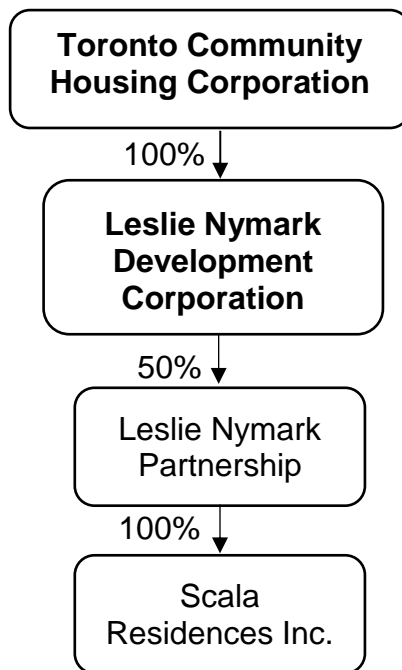 Toronto Community
Housing Corporation
100%
Leslie Nymark
Development
Corporation
50%
Leslie Nymark
Partnership
100%
Scala
Residences Inc.